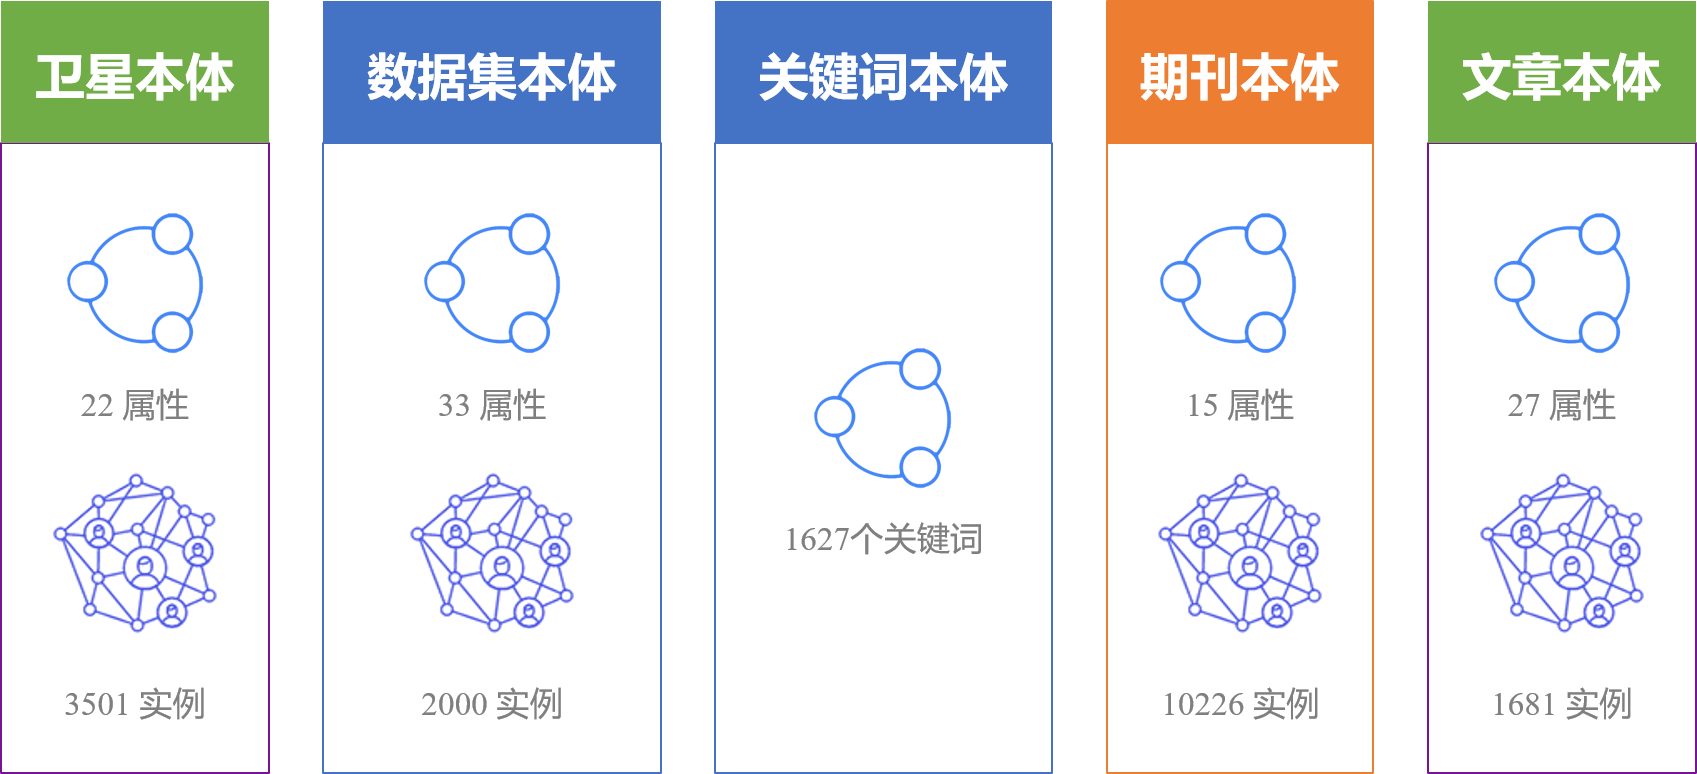 卫星本体
22 属性
3501 实例
数据集本体
33 属性
2000 实例
关键词本体
1627个关键词
期刊本体
15 属性
10226 实例
文章本体
27 属性
1681 实例